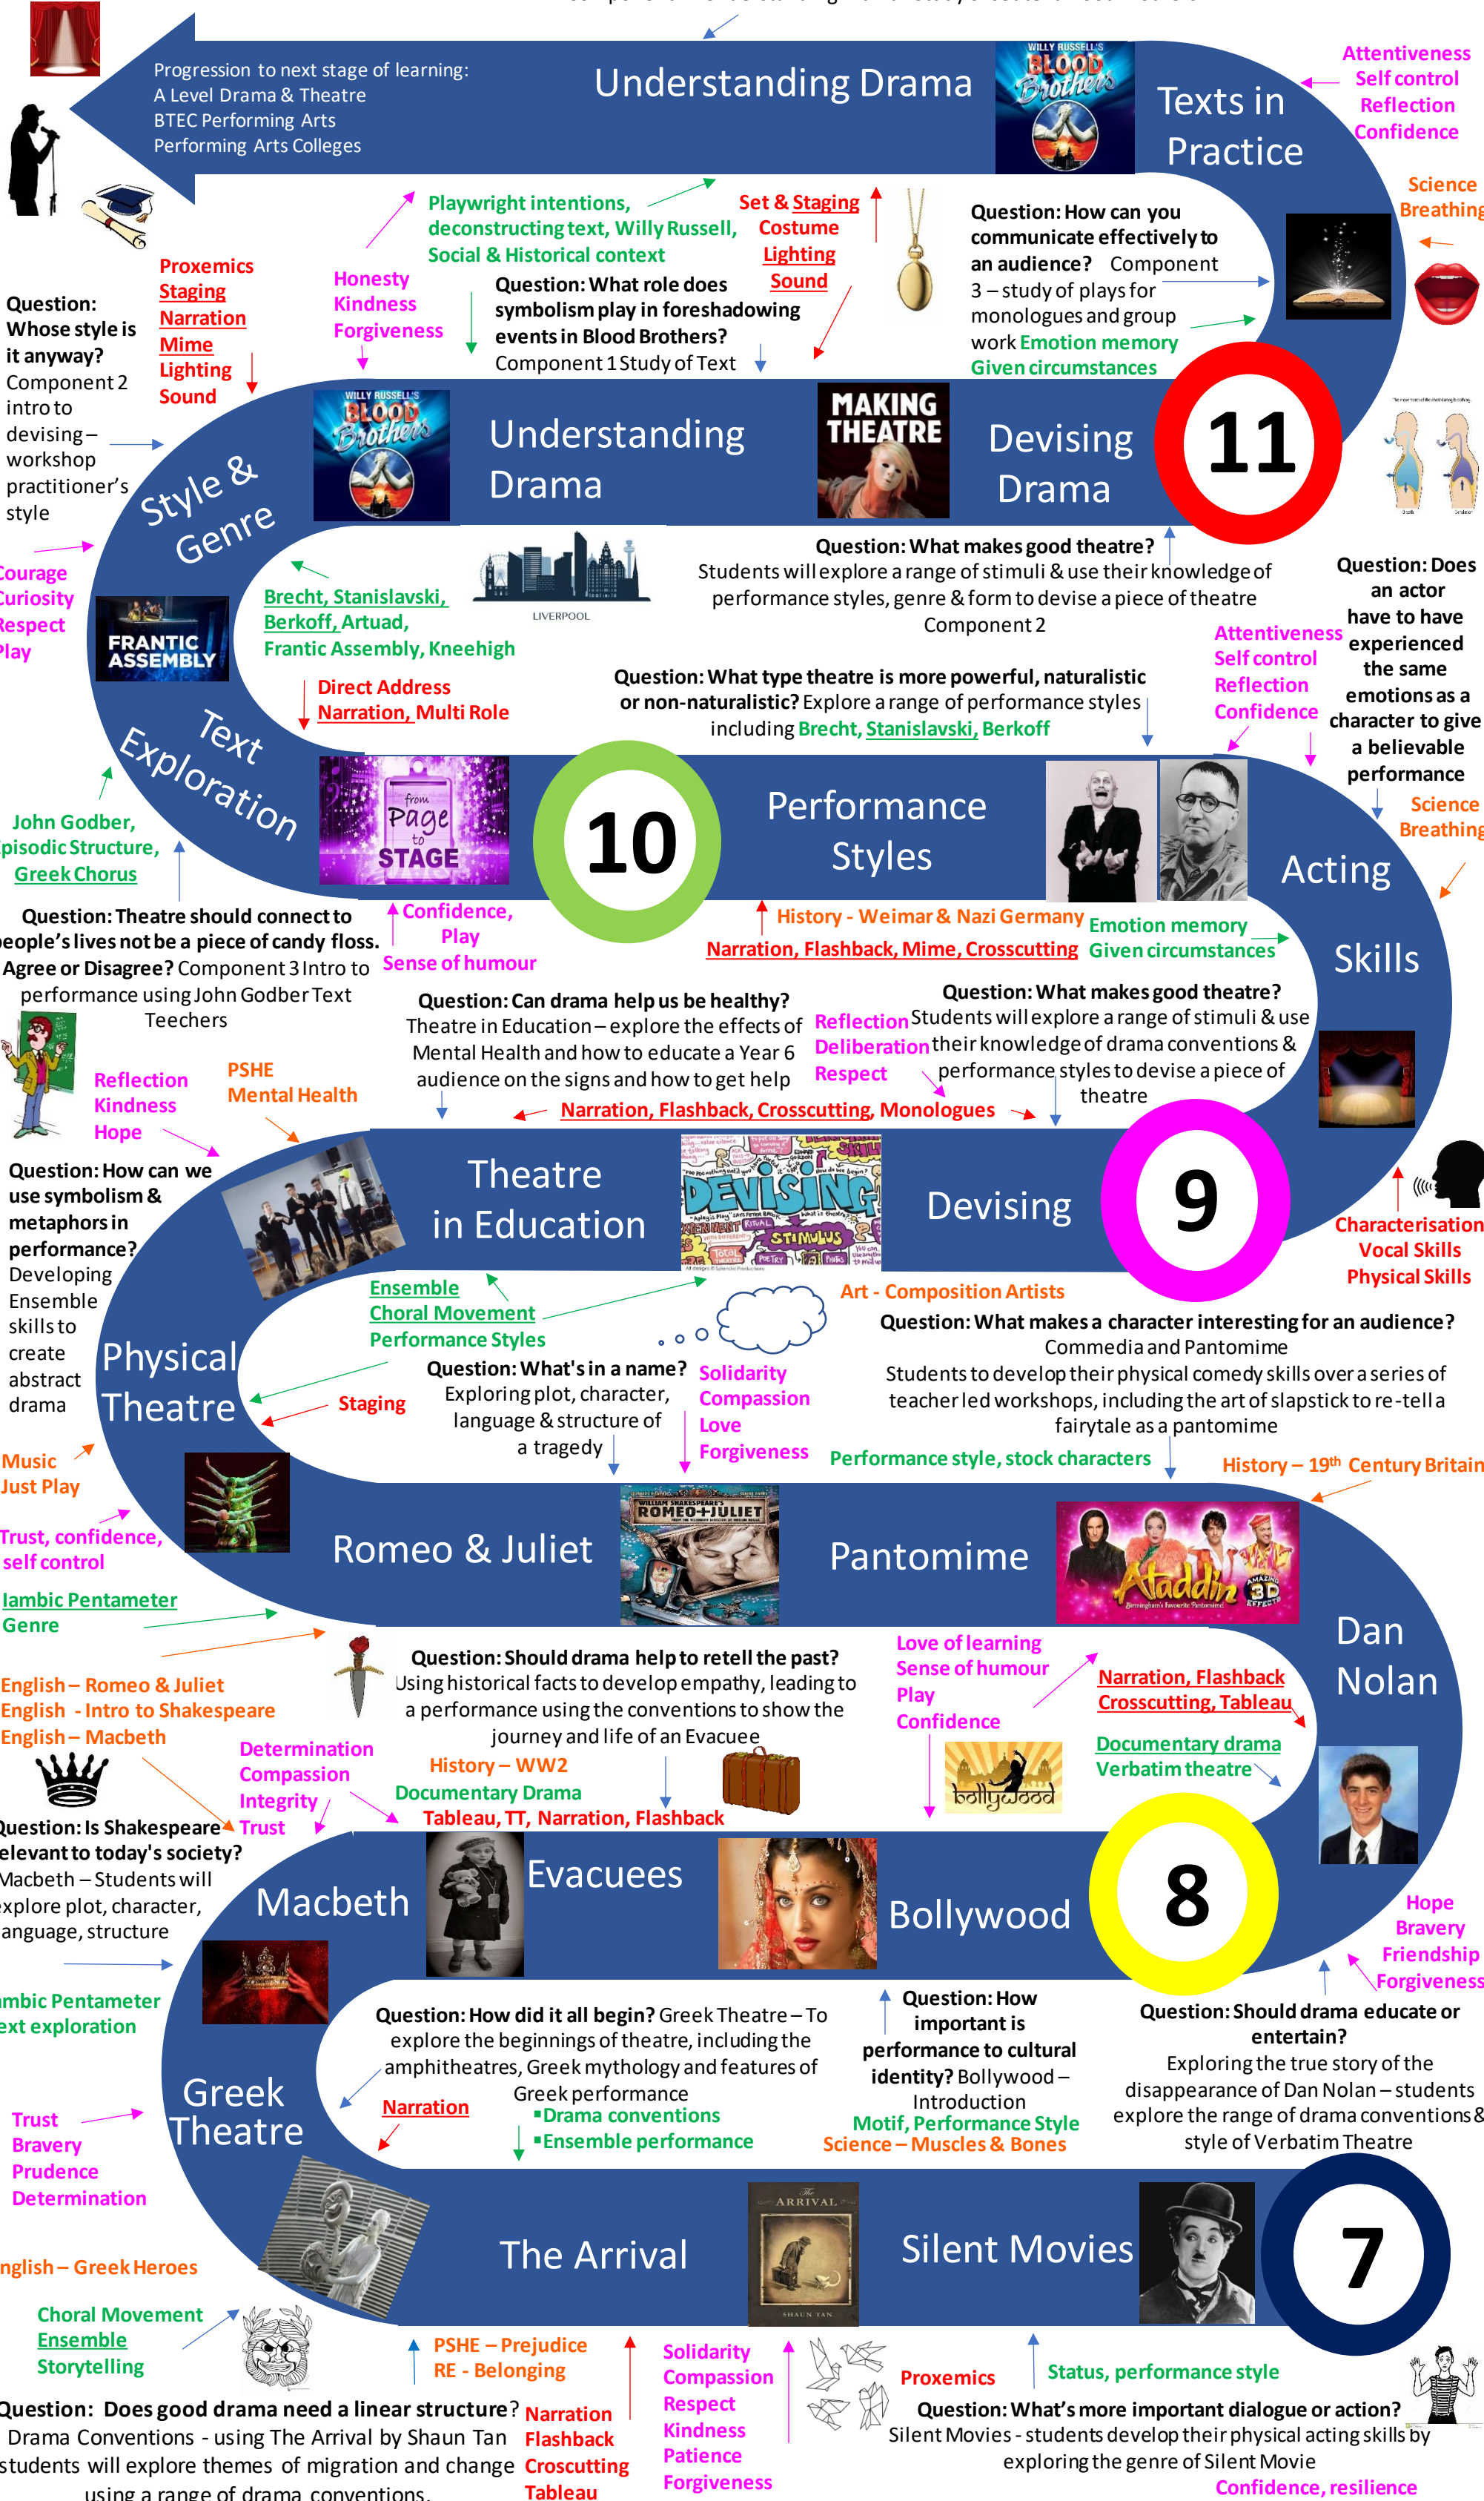 Understanding Drama
WILLY RUSSELL'S
BLOOD
Brothers
Texts in
Practice
Progression to next stage of learning:
A Level Drama & Theatre
BTEC Performing Arts
Performing Arts Colleges
Attentiveness
Self control
Reflection
Confidence
Science
Breathing
Playwright intentions,
deconstructing text, Willy Russell,
Social & Historical context
Set & Staging
Costume
Lighting
Sound
Honesty
Kindness
Forgiveness
Question: What role does
symbolism play in foreshadowing
events in Blood Brothers?
Component 1 Study of Text
Question: How can you
communicate effectively to
an audience? Component
3 – study of plays for
monologues and group
work Emotion memory
Given circumstances
Proxemics
Staging
Narration
Mime
Lighting
Sound
Question:
Whose style is
it anyway?
Component 2
intro to
devising –
workshop
practitioner's
style
Style &
Genre
WILLY RUSSELL'S
BLOOD
Brothers
Understanding
Drama
MAKING
THEATRE
Devising
Drama
11
Courage
Curiosity
Respect
Play
FRANTIC
ASSEMBLY
Brecht, Stanislavski,
Berkoff, Artuad,
Frantic Assembly, Kneehigh
LIVERPOOL
Direct Address
Narration, Multi Role
Question: What makes good theatre?
Students will explore a range of stimuli & use their knowledge of
performance styles, genre & form to devise a piece of theatre
Component 2
Question: Does
an actor
have to have
experienced
the same
emotions as a
character to give
a believable
performance
Attentiveness
Self control
Reflection
Confidence
Science
Breathing
Question: What type theatre is more powerful, naturalistic
or non-naturalistic? Explore a range of performance styles
including Brecht, Stanislavski, Berkoff
Text
Exploration
from
Page
to
STAGE
10
Performance
Styles
Acting
Skills
John Godber,
Episodic Structure,
Greek Chorus
Question: Theatre should connect to
people's lives not be a piece of candy floss.
Agree or Disagree? Component 3 Intro to
performance using John Godber Text
Teechers
Confidence,
Play
Sense of humour
History - Weimar & Nazi Germany
Narration, Flashback, Mime, Crosscutting
Emotion memory
Given circumstances
Question: Can drama help us be healthy?
Theatre in Education – explore the effects of
Mental Health and how to educate a Year 6
audience on the signs and how to get help
Reflection
Deliberation
Respect
Question: What makes good theatre?
Students will explore a range of stimuli & use
their knowledge of drama conventions &
performance styles to devise a piece of
theatre
Narration, Flashback, Crosscutting, Monologues
Reflection
Kindness
Hope
PSHE
Mental Health
Question: How can we
use symbolism &
metaphors in
performance?
Developing
Ensemble
skills to
create
abstract
drama
Theatre
in Education
DEVISING
STIMULUS
RITUAL
POETRY
Devising
9
Characterisation
Vocal Skills
Physical Skills
Physical
Theatre
Ensemble
Choral Movement
Performance Styles
Staging
Art - Composition Artists
Question: What's in a name?
Exploring plot, character,
language & structure of
a tragedy
Solidarity
Compassion
Love
Forgiveness
Question: What makes a character interesting for an audience?
Commedia and Pantomime
Students to develop their physical comedy skills over a series of
teacher led workshops, including the art of slapstick to re-tell a
fairytale as a pantomime
Performance style, stock characters
History – 19th Century Britain
Music
Just Play
Trust, confidence,
self control
Iambic Pentameter
Genre
Romeo & Juliet
WILLIAM SHAKESPEARE'S
ROMEO+JULIET
Pantomime
Aladdin
AMAZING
3D
EFFECTS
Birmingham's Favourite Pantomime!
Dan
Nolan
English – Romeo & Juliet
English - Intro to Shakespeare
English – Macbeth
Question: Should drama help to retell the past?
Using historical facts to develop empathy, leading to
a performance using the conventions to show the
journey and life of an Evacuee
History – WW2
Documentary Drama
Tableau, TT, Narration, Flashback
Determination
Compassion
Integrity
Trust
Love of learning
Sense of humour
Play
Confidence
bollywood
Narration, Flashback
Crosscutting, Tableau
Documentary drama
Verbatim theatre
Question: Is Shakespeare
relevant to today's society?
Macbeth – Students will
explore plot, character,
language, structure
Iambic Pentameter
Text exploration
Macbeth
Evacuees
Bollywood
8
Hope
Bravery
Friendship
Forgiveness
Question: How did it all begin? Greek Theatre – To
explore the beginnings of theatre, including the
amphitheatres, Greek mythology and features of
Greek performance
Narration
Drama conventions
Ensemble performance
Question: How
important is
performance to cultural
identity? Bollywood –
Introduction
Motif, Performance Style
Science – Muscles & Bones
Question: Should drama educate or
entertain?
Exploring the true story of the
disappearance of Dan Nolan – students
explore the range of drama conventions &
style of Verbatim Theatre
Greek
Theatre
Trust
Bravery
Prudence
Determination
English – Greek Heroes
Choral Movement
Ensemble
Storytelling
The Arrival
The
ARRIVAL
SHAUN TAN
Silent Movies
7
PSHE – Prejudice
RE - Belonging
Question: Does good drama need a linear structure?
Drama Conventions - using The Arrival by Shaun Tan
students will explore themes of migration and change
using a range of drama conventions.
Narration
Flashback
Croscutting
Tableau
Solidarity
Compassion
Respect
Kindness
Patience
Forgiveness
Proxemics
Status, performance style
Question: What's more important dialogue or action?
Silent Movies - students develop their physical acting skills by
exploring the genre of Silent Movie
Confidence, resilience